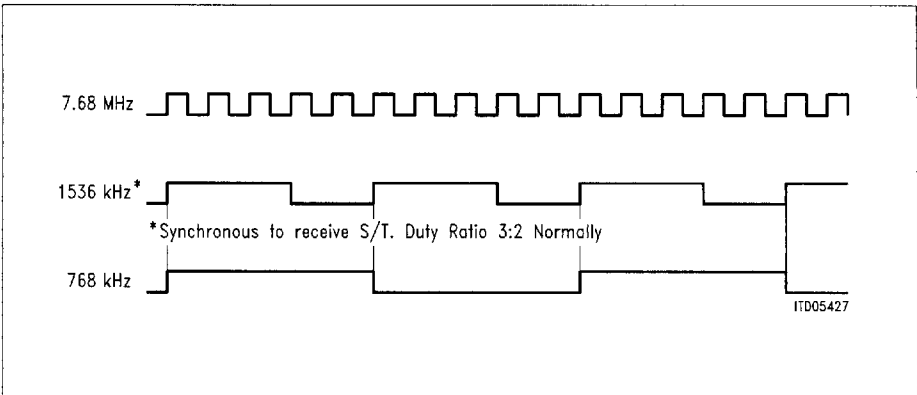 7.68 MHz
1536 kHz*
*Synchronous to receive S/T. Duty Ratio 3:2 Normally
768 kHz
ITD05427